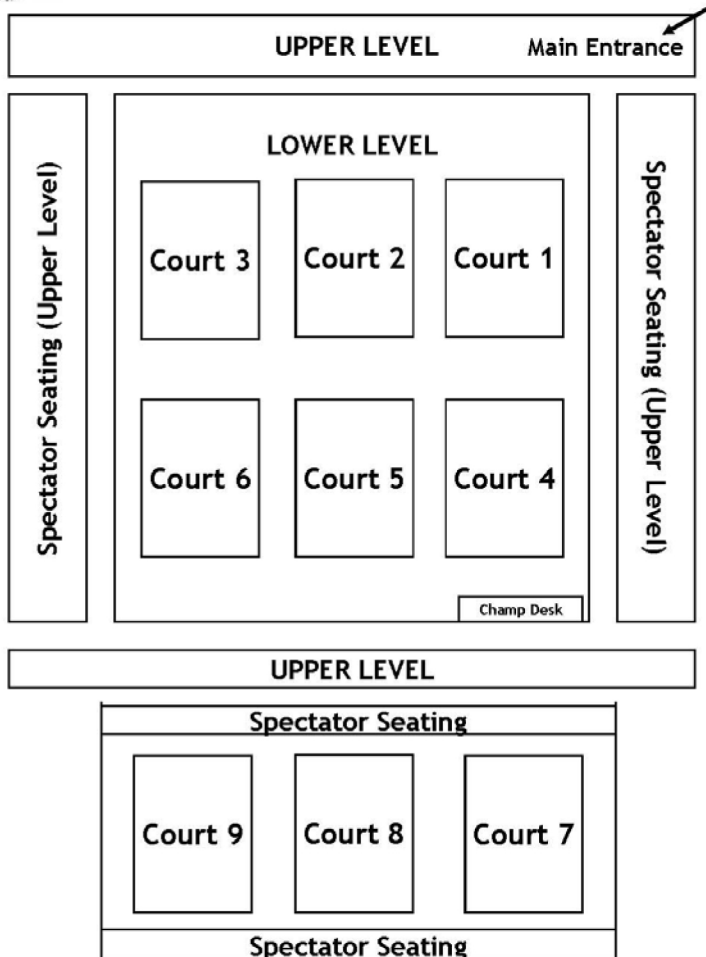 UPPER LEVEL Main Entrance
LOWER LEVEL
Spectator Seating (Upper Level)
Spectator Seating (Upper Level)
Court 3 Court 2 Court 1
Court 6 Court 5 Court 4
Champ Desk
UPPER LEVEL
Spectator Seating
Court 9 Court 8 Court 7
Spectator Seating